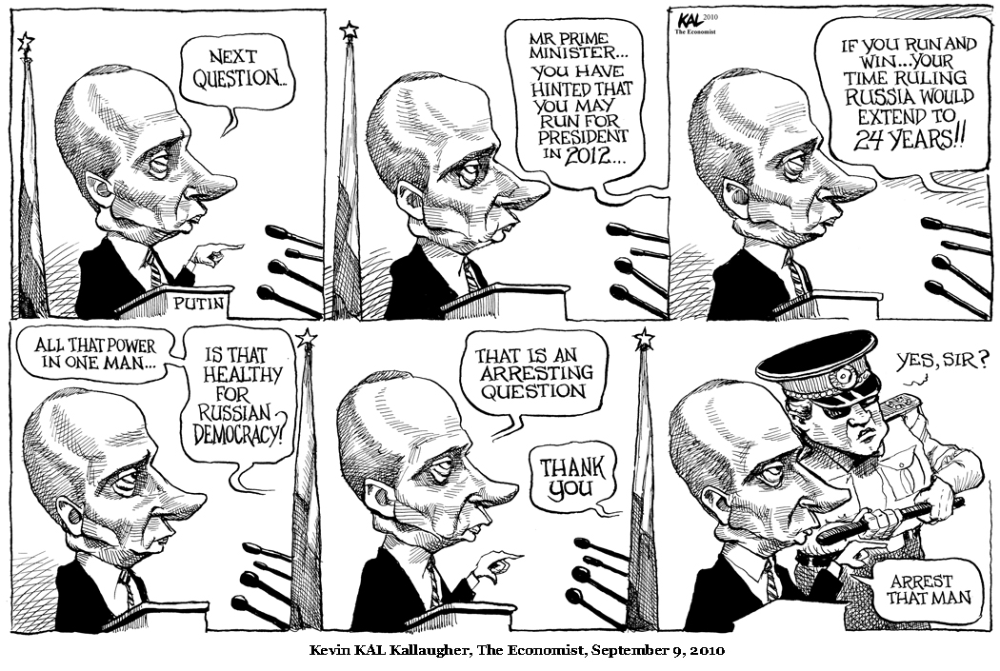 NEXT
QUESTION...
PUTIN
MR PRIME
MINISTER...
YOU HAVE
HINTED THAT
YOU MAY
RUN FOR
PRESIDENT
IN 2012....
KAL 2010
The Economist
IF YOU RUN AND
WIN...YOUR
TIME RULING
RUSSIA WOULD
EXTEND TO
24 YEARS!!
ALL THAT POWER
IN ONE MAN...
IS THAT
HEALTHY
FOR
RUSSIAN
DEMOCRACY?
THAT IS AN
ARRESTING
QUESTION
THANK
YOU
YES, SIR?
ARREST
THAT MAN
Kevin KAL Kallaugher, The Economist, September 9, 2010